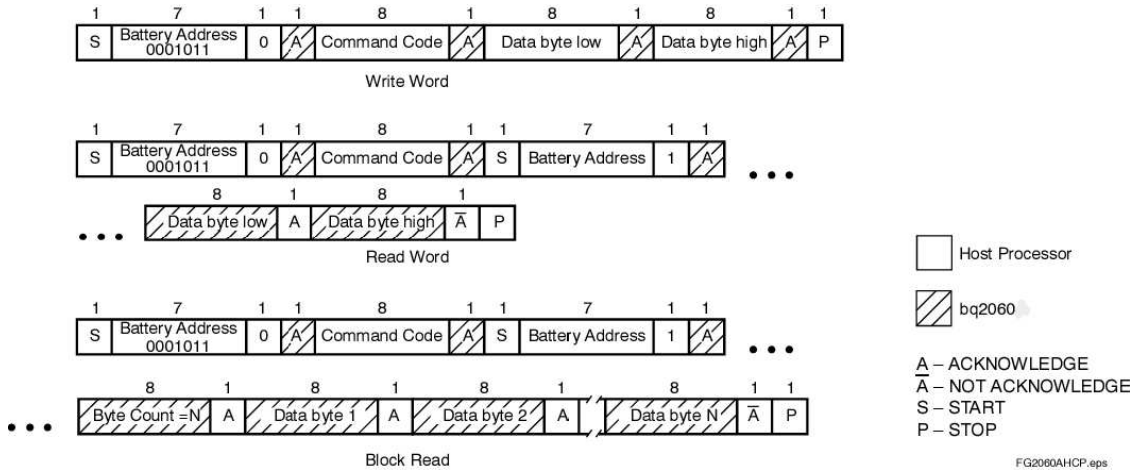 1 7 1 1 8 1 8 1 8 1 1
S Battery Address 0001011 0 A Command Code A Data byte low A Data byte high A P
Write Word
1 7 1 1 8 1 1 7 1 1
S Battery Address 0001011 0 A Command Code A S Battery Address 1 A
8 1 8 1
Data byte low A Data byte high A̅ P
Read Word
1 7 1 1 8 1 1 7 1 1
S Battery Address 0001011 0 A Command Code A S Battery Address 1 A
8 1 8 1 8 1 8 1 1
Byte Count =N A Data byte 1 A Data byte 2 A Data byte N A̅ P
Block Read
Host Processor
bq2060
A – ACKNOWLEDGE
A̅ – NOT ACKNOWLEDGE
S – START
P – STOP
FG2060AHCP.eps